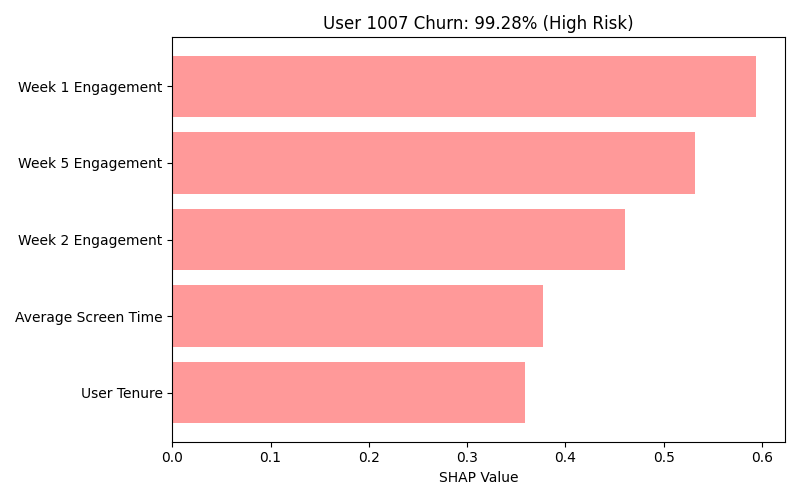 User 1007 Churn: 99.28% (High Risk)
Week 1 Engagement
Week 5 Engagement
Week 2 Engagement
Average Screen Time
User Tenure
0.0 0.1 0.2 0.3 0.4 0.5 0.6
SHAP Value